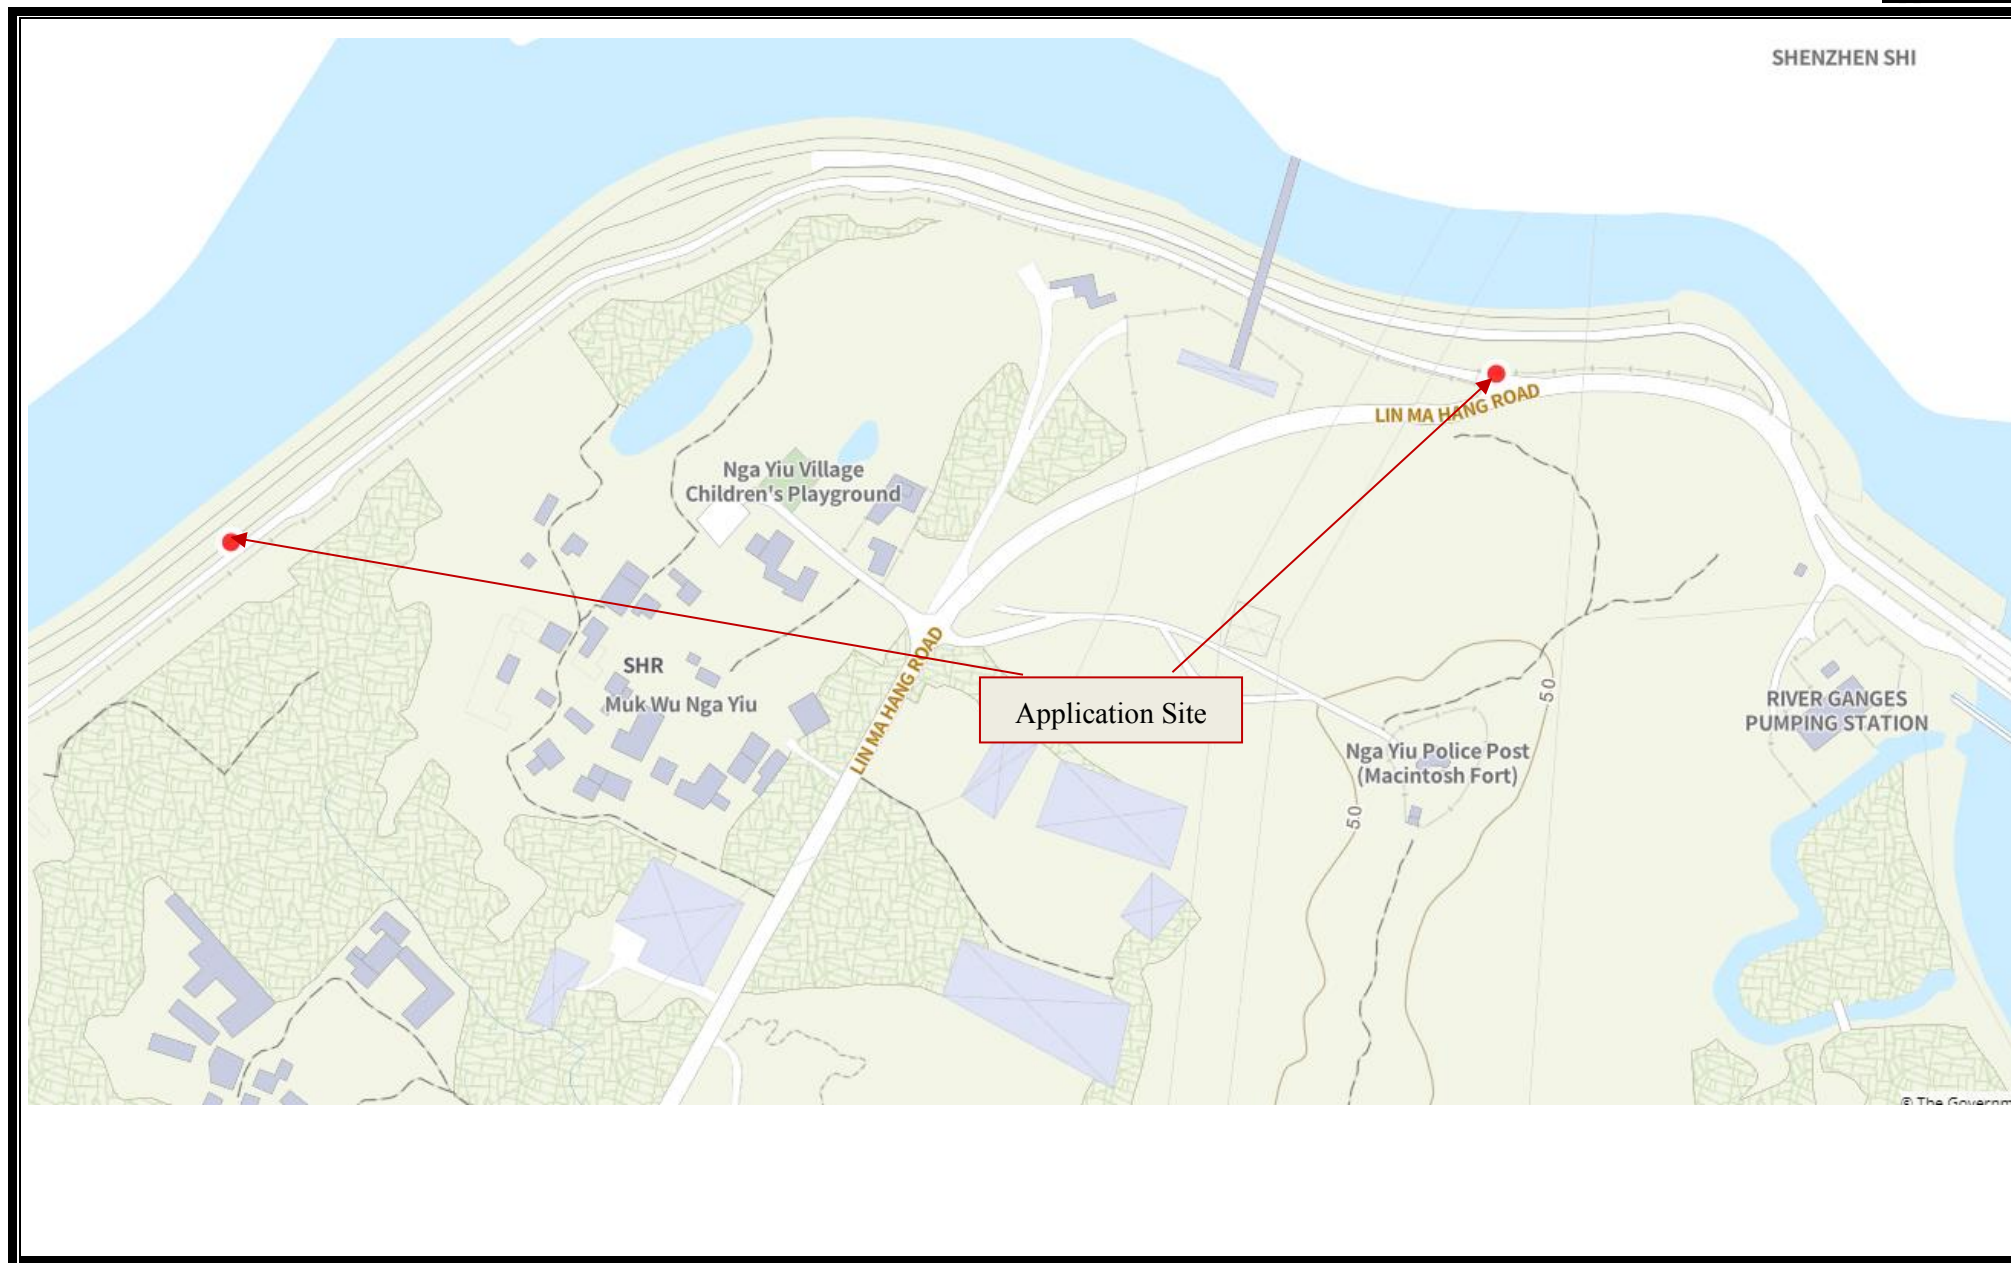 SHENZHEN SHI
LIN MA HANG ROAD
Nga Yiu Village
Children's Playground
LIN MA HANG ROAD
SHR
Muk Wu Nga Yiu
Application Site
50
RIVER GANGES
PUMPING STATION
Nga Yiu Police Post
(Macintosh Fort)
50
© The Governm